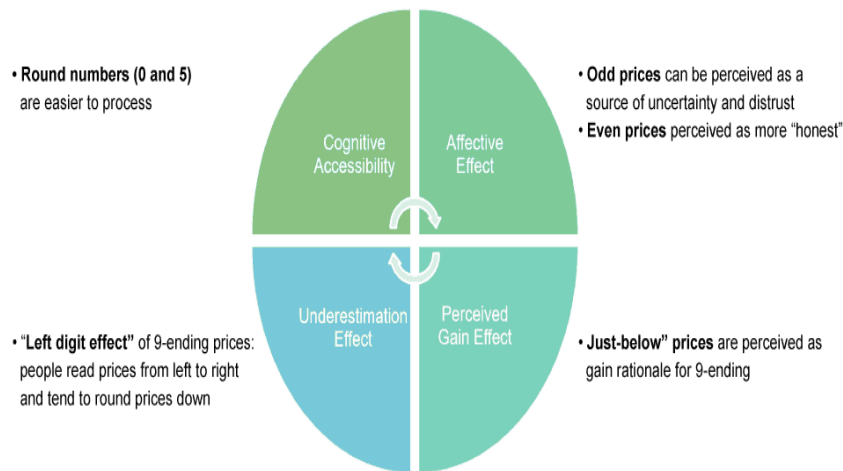 • Round numbers (0 and 5)
are easier to process
• Odd prices can be perceived as a
source of uncertainty and distrust
• Even prices perceived as more “honest”
Cognitive
Accessibility
Affective
Effect
Underestimation
Effect
Perceived
Gain Effect
• “Left digit effect” of 9-ending prices:
people read prices from left to right
and tend to round prices down
• Just-below” prices are perceived as
gain rationale for 9-ending